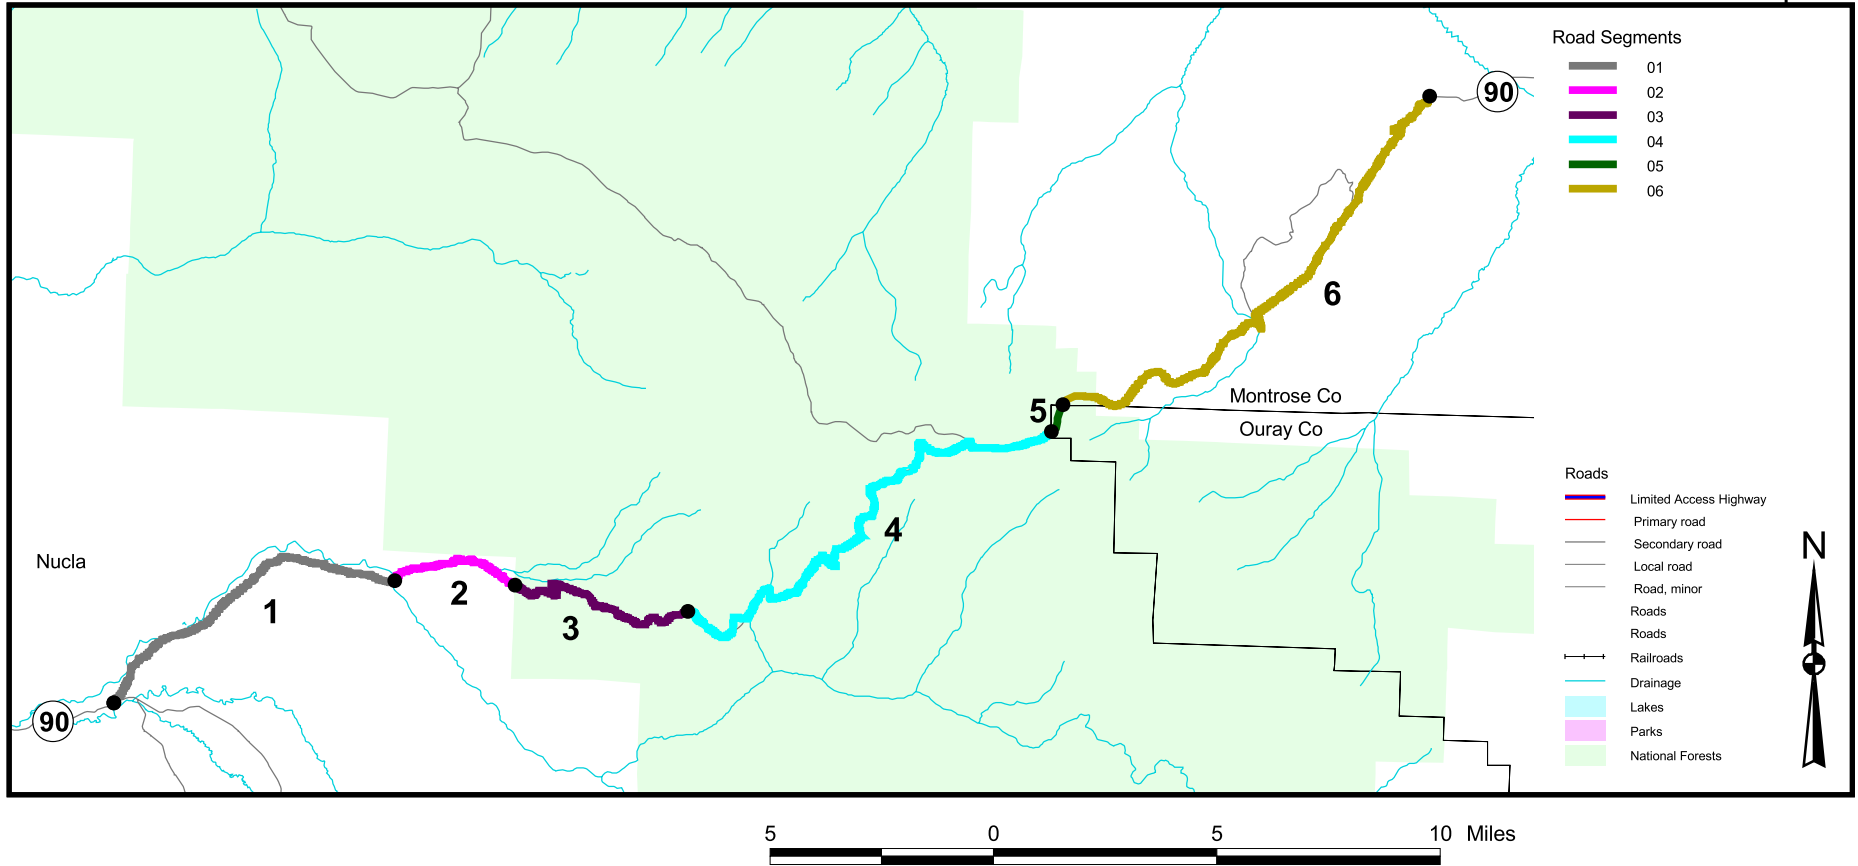 Road Segments
01
02
03
04
05
06
90
6
Montrose Co
5
Ouray Co
4
Nucla
2
1
3
90
Roads
Limited Access Highway
Primary road
Secondary road
Local road
Road, minor
Roads
Roads
Railroads
Drainage
Lakes
Parks
National Forests
N
5 0 5 10 Miles